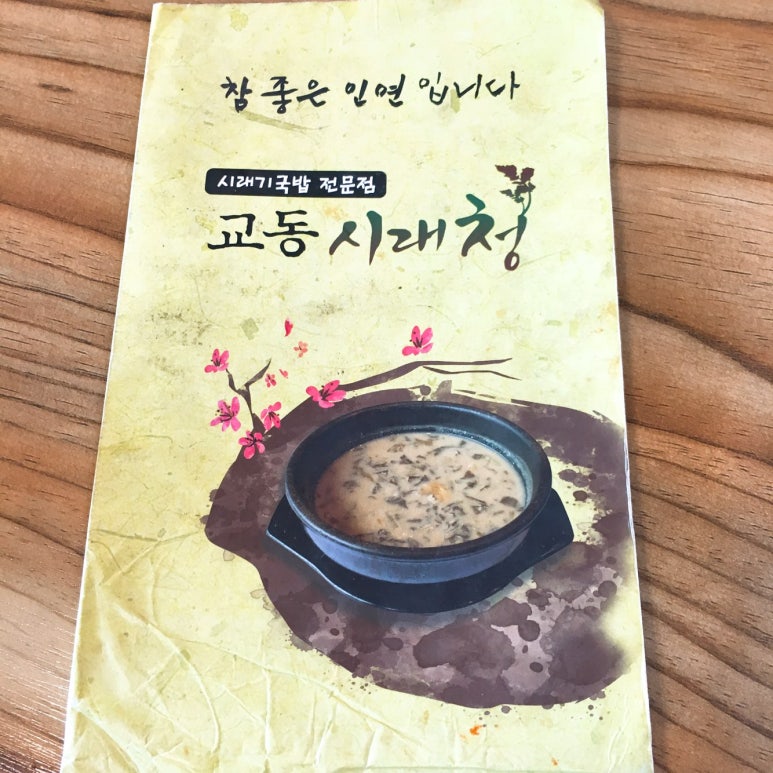 참 좋은 인연입니다
시래기국밥 전문점
교동 시래청